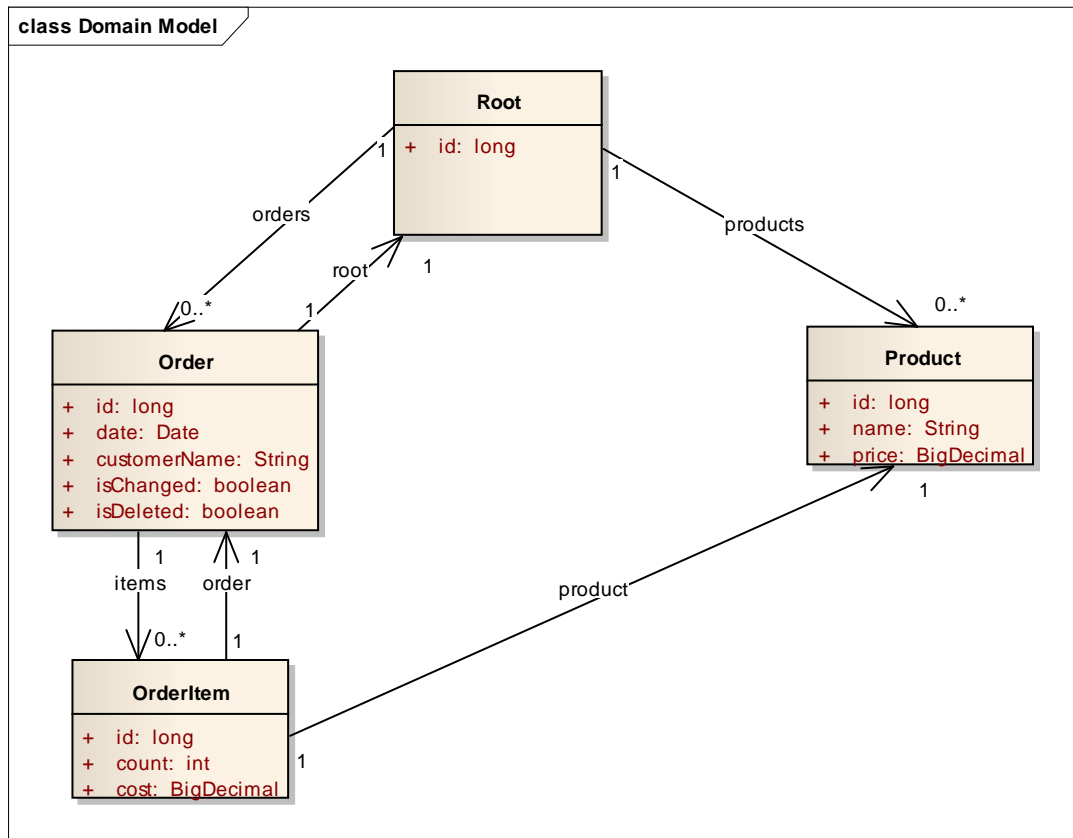 class Domain Model
Root
+ id: long
1
1
orders
products
root
1
0..*
1
0..*
Order
+ id: long
+ date: Date
+ customerName: String
+ isChanged: boolean
+ isDeleted: boolean
Product
+ id: long
+ name: String
+ price: BigDecimal
1
1
1
items
order
product
0..*
1
OrderItem
+ id: long
+ count: int
+ cost: BigDecimal
1